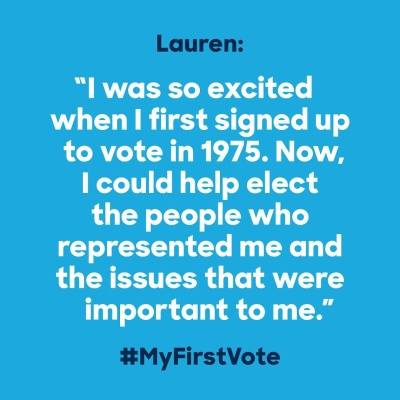 Lauren:
“I was so excited
when I first signed up
to vote in 1975. Now,
I could help elect
the people who
represented me and
the issues that were
important to me.”
#MyFirstVote